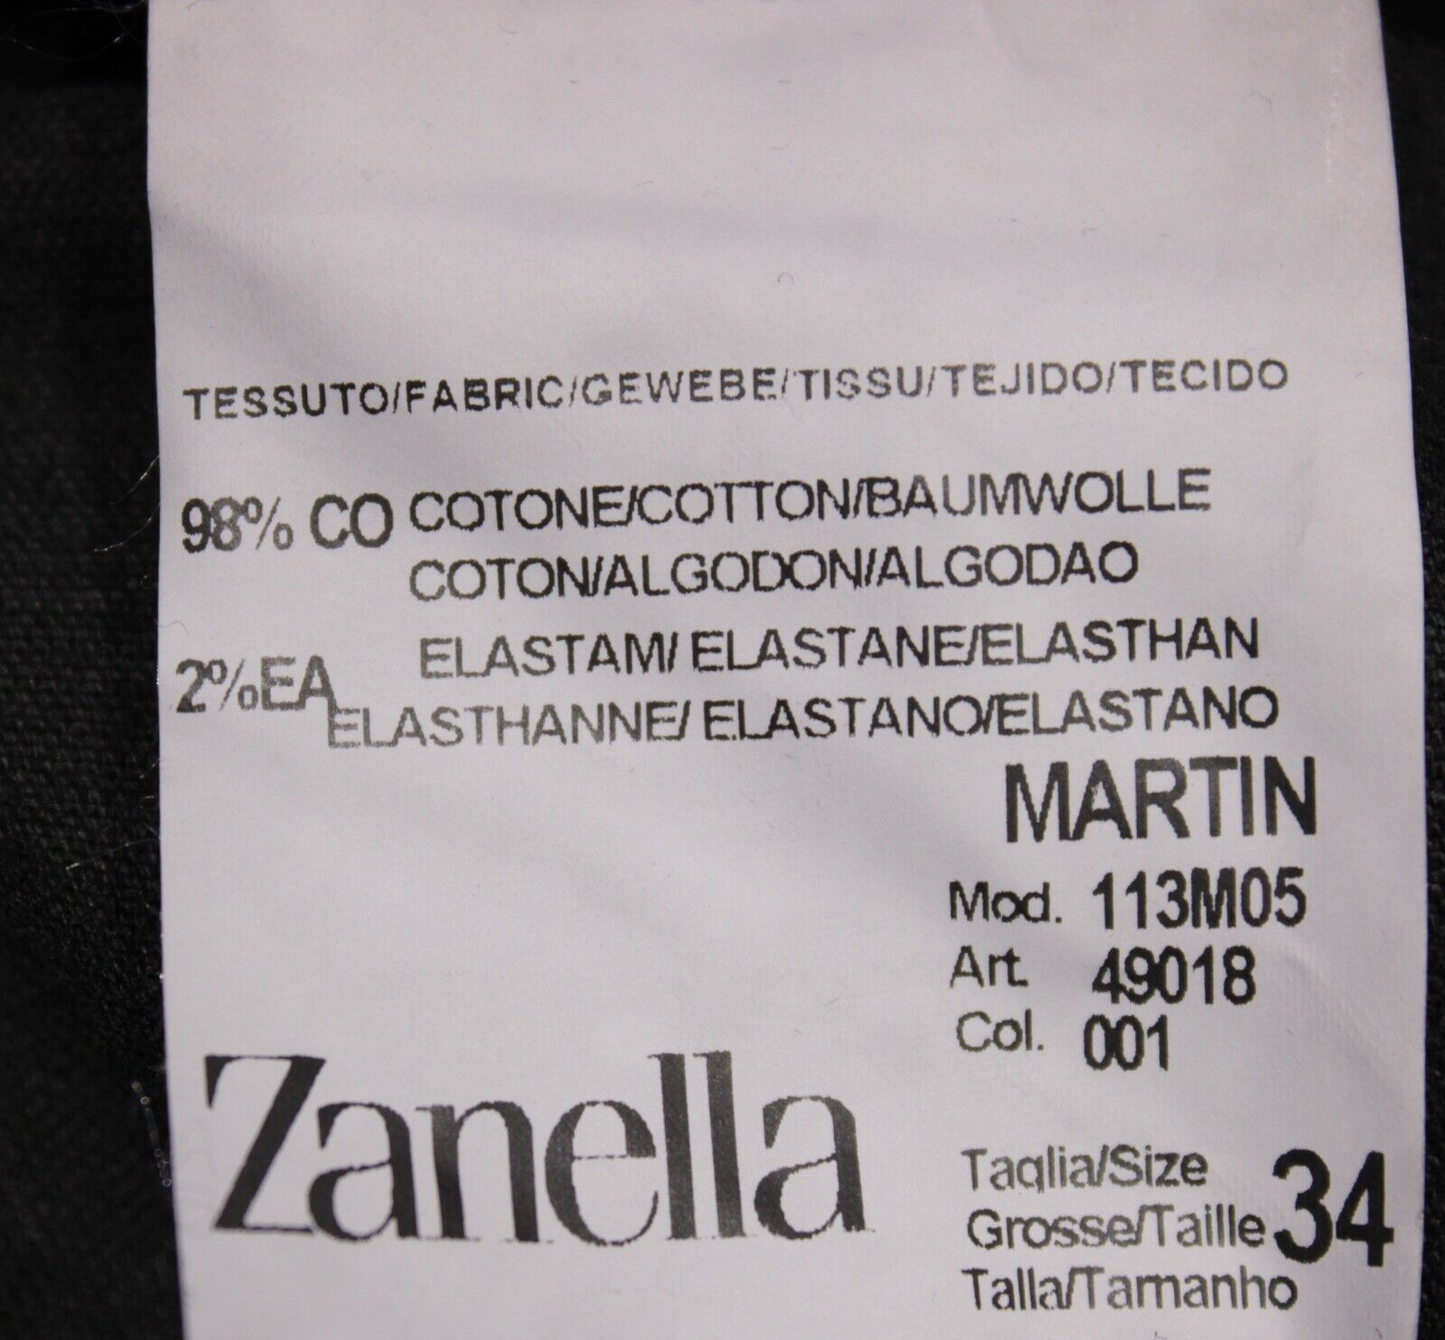 TESSUTO/FABRIC/GEWEBE/TISSU/TEJIDO/TECIDO
98% CO COTONE/COTTON/BAUMWOLLE
COTON/ALGODON/ALGODAO
2%EA ELASTAM/ ELASTANE/ELASTHAN
ELASTHANNE/ ELASTANO/ELASTANO
MARTIN
Mod. 113M05
Art. 49018
Col. 001
Zanella
Taglia/Size
Grosse/Taille 34
Talla/Tamanho